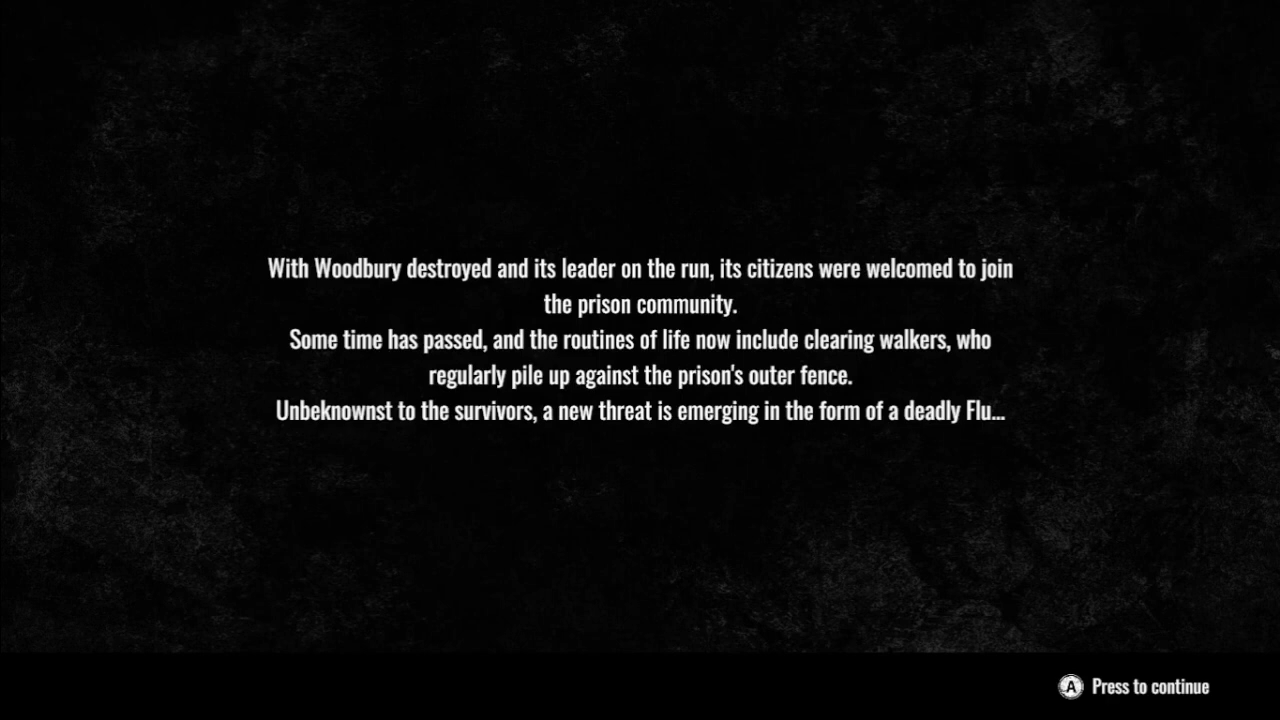 With Woodbury destroyed and its leader on the run, its citizens were welcomed to join
the prison community.
Some time has passed, and the routines of life now include clearing walkers, who
regularly pile up against the prison's outer fence.
Unbeknownst to the survivors, a new threat is emerging in the form of a deadly Flu...
A Press to continue